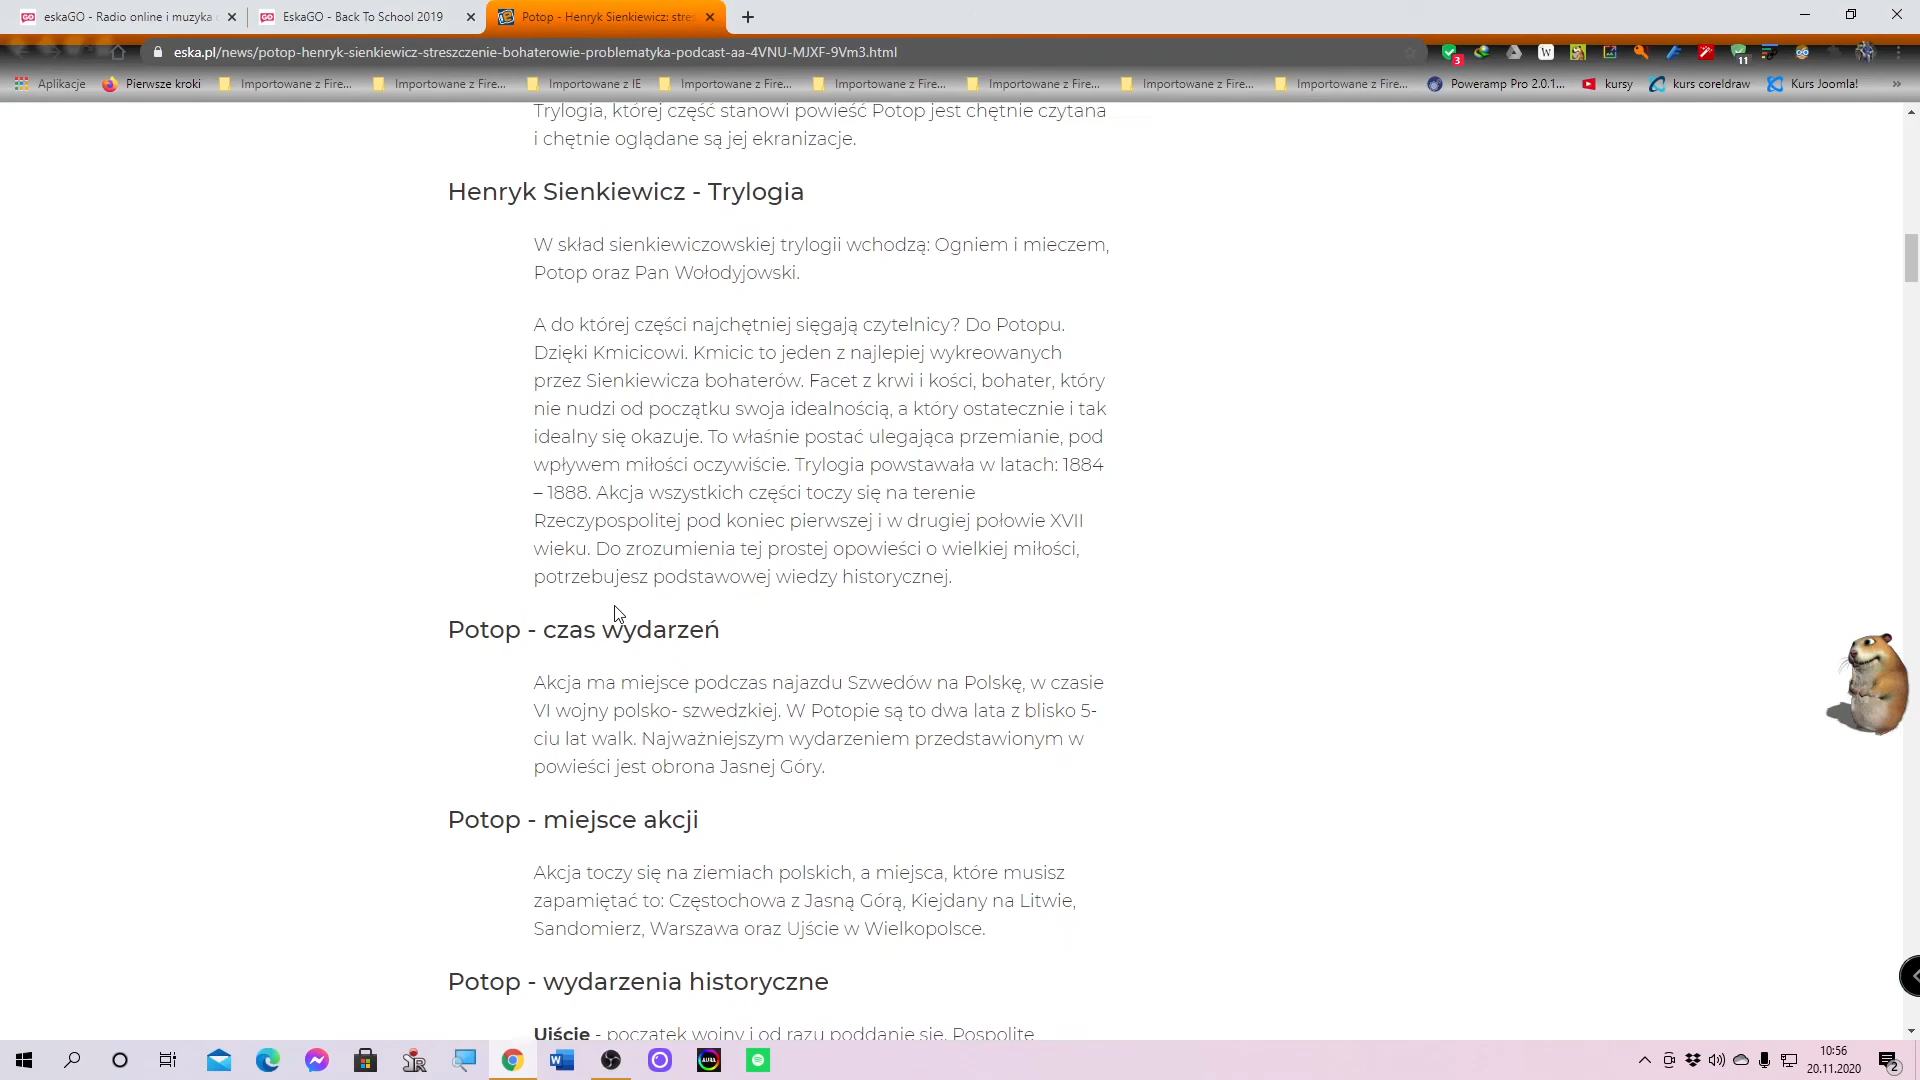 eskaGO - Radio online i muzyka
EskaGO - Back To School 2019
Potop - Henryk Sienkiewicz: stre
eska.pl/news/potop-henryk-sienkiewicz-streszczenie-bohaterowie-problematyka-podcast-aa-4VNU-MJXF-9Vm3.html
3
W
11
Aplikacje
Pierwsze kroki
Importowane z Fire...
Importowane z Fire...
Importowane z IE
Importowane z Fire...
Importowane z Fire...
Importowane z Fire...
Importowane z Fire...
Importowane z Fire...
Poweramp Pro 2.0.1...
kursy
kurs coreldraw
Kurs Joomla!
»
Trylogia, której część stanowi powieść Potop jest chętnie czytana
i chętnie oglądane są jej ekranizacje.
Henryk Sienkiewicz - Trylogia
W skład sienkiewiczowskiej trylogii wchodzą: Ogniem i mieczem,
Potop oraz Pan Wołodyjowski.
A do której części najchętniej sięgają czytelnicy? Do Potopu.
Dzięki Kmicicowi. Kmicic to jeden z najlepiej wykreowanych
przez Sienkiewicza bohaterów. Facet z krwi i kości, bohater, który
nie nudzi od początku swoja idealnością, a który ostatecznie i tak
idealny się okazuje. To właśnie postać ulegająca przemianie, pod
wpływem miłości oczywiście. Trylogia powstawała w latach: 1884
– 1888. Akcja wszystkich części toczy się na terenie
Rzeczypospolitej pod koniec pierwszej i w drugiej połowie XVII
wieku. Do zrozumienia tej prostej opowieści o wielkiej miłości,
potrzebujesz podstawowej wiedzy historycznej.
Potop - czas wydarzeń
Akcja ma miejsce podczas najazdu Szwedów na Polskę, w czasie
VI wojny polsko- szwedzkiej. W Potopie są to dwa lata z blisko 5-
ciu lat walk. Najważniejszym wydarzeniem przedstawionym w
powieści jest obrona Jasnej Góry.
Potop - miejsce akcji
Akcja toczy się na ziemiach polskich, a miejsca, które musisz
zapamiętać to: Częstochowa z Jasną Górą, Kiejdany na Litwie,
Sandomierz, Warszawa oraz Ujście w Wielkopolsce.
Potop - wydarzenia historyczne
Ujście - początek wojny i od razu poddanie się. Pospolite
10:56
20.11.2020
2